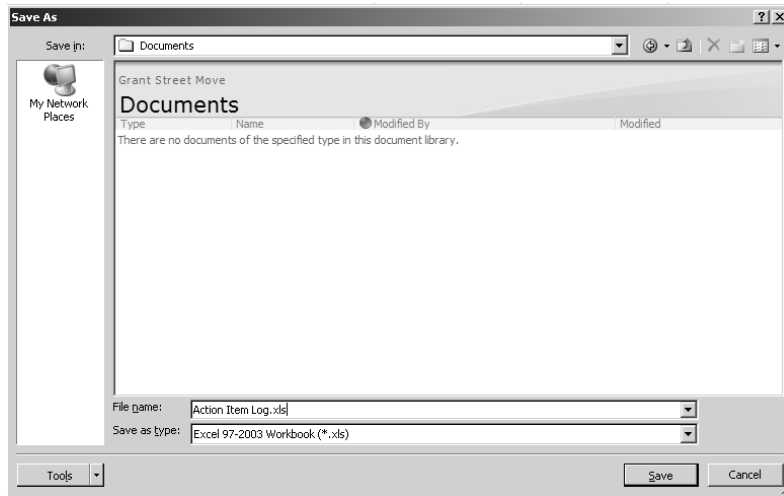 Save As
Save in: Documents
My Network
Places
Grant Street Move
Documents
Type Name Modified By Modified
There are no documents of the specified type in this document library.
File name: Action Item Log.xls
Save as type: Excel 97-2003 Workbook (*.xls)
Tools Save Cancel